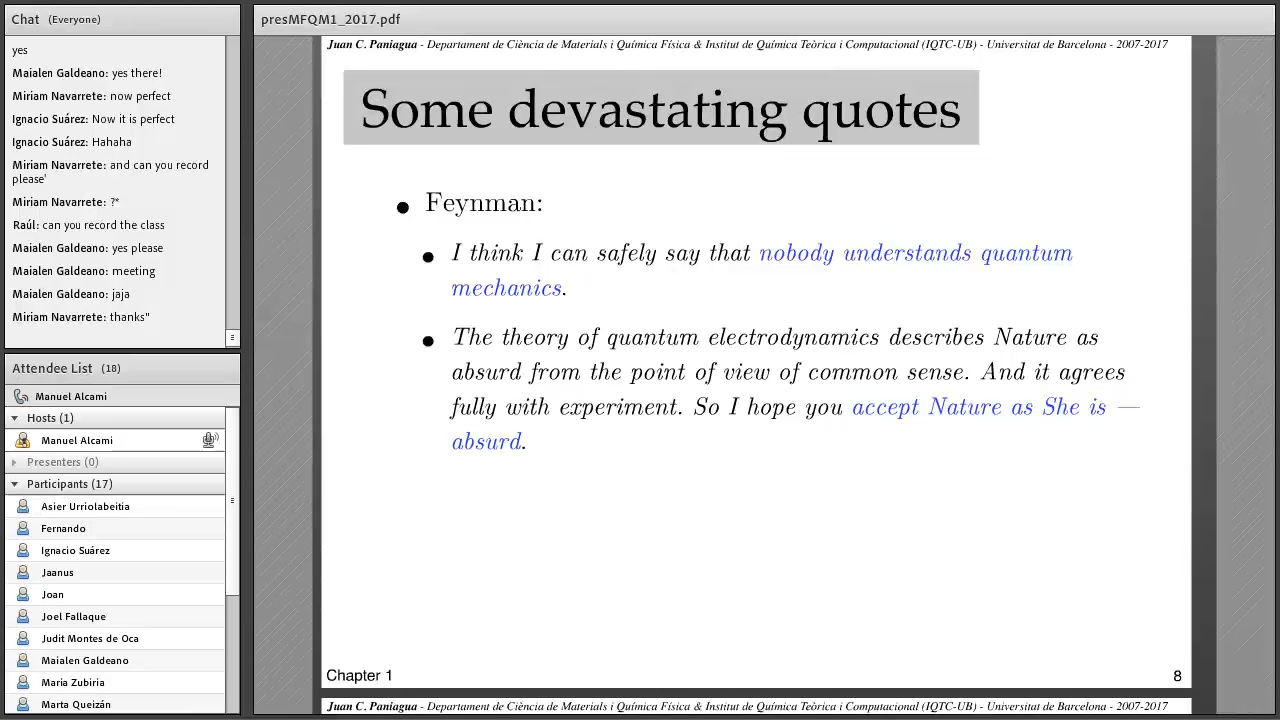 Chat (Everyone)
yes
Maialen Galdeano: yes there!
Miriam Navarrete: now perfect
Ignacio Suárez: Now it is perfect
Ignacio Suárez: Hahaha
Miriam Navarrete: and can you record
please'
Miriam Navarrete: ?*
Raúl: can you record the class
Maialen Galdeano: yes please
Maialen Galdeano: meeting
Maialen Galdeano: jaja
Miriam Navarrete: thanks"
Attendee List (18)
Manuel Alcami
Hosts (1)
Manuel Alcami
Presenters (0)
Participants (17)
Asier Urriolabeitia
Fernando
Ignacio Suárez
Jaanus
Joan
Joel Fallaque
Judit Montes de Oca
Maialen Galdeano
Maria Zubiria
Marta Queizán
presMFQM1_2017.pdf
Juan C. Paniagua - Departament de Ciència de Materials i Química Física & Institut de Química Teòrica i Computacional (IQTC-UB) - Universitat de Barcelona - 2007-2017
Some devastating quotes
• Feynman:
• I think I can safely say that nobody understands quantum
mechanics.
• The theory of quantum electrodynamics describes Nature as
absurd from the point of view of common sense. And it agrees
fully with experiment. So I hope you accept Nature as She is —
absurd.
Chapter 1
8
Juan C. Paniagua - Departament de Ciència de Materials i Química Física & Institut de Química Teòrica i Computacional (IQTC-UB) - Universitat de Barcelona - 2007-2017